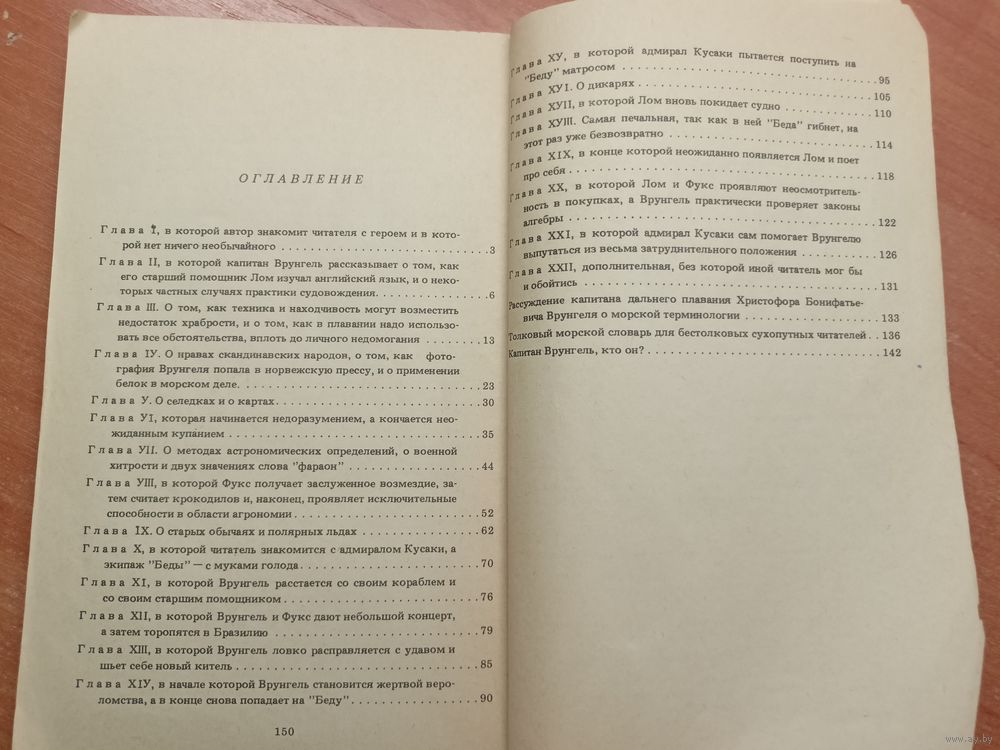 ОГЛАВЛЕНИЕ
Глава I, в которой автор знакомит читателя с героем и в кото-
рой нет ничего необычайного . . . . . . . . . . . . . . . . . . . . . . . . . . 3
Глава II, в которой капитан Врунгель рассказывает о том, как
его старший помощник Лом изучал английский язык, и о неко-
торых частных случаях практики судовождения. . . . . . . . . . . . . . 6
Глава III. О том, как техника и находчивость могут возместить
недостаток храбрости, и о том, как в плавании надо использо-
вать все обстоятельства, вплоть до личного недомогания . . . . . . . 13
Глава IУ. О нравах скандинавских народов, о том, как фото-
графия Врунгеля попала в норвежскую прессу, и о применении
белок в морском деле. . . . . . . . . . . . . . . . . . . . . . . . . . . . . . 23
Глава У. О селедках и о картах. . . . . . . . . . . . . . . . . . . . . . . . 30
Глава УI, которая начинается недоразумением, а кончается нео-
жиданным купанием . . . . . . . . . . . . . . . . . . . . . . . . . . . . . . 35
Глава УII. О методах астрономических определений, о военной
хитрости и двух значениях слова "фараон" . . . . . . . . . . . . . . . . 44
Глава УIII, в которой Фукс получает заслуженное возмездие, за-
тем считает крокодилов и, наконец, проявляет исключительные
способности в области агрономии . . . . . . . . . . . . . . . . . . . . . . 52
Глава IX. О старых обычаях и полярных льдах . . . . . . . . . . . . . . 62
Глава X, в которой читатель знакомится с адмиралом Кусаки, а
экипаж "Беды" — с муками голода. . . . . . . . . . . . . . . . . . . . . . 70
Глава XI, в которой Врунгель расстается со своим кораблем и
со своим старшим помощником . . . . . . . . . . . . . . . . . . . . . . . . 76
Глава XII, в которой Врунгель и Фукс дают небольшой концерт,
а затем торопятся в Бразилию . . . . . . . . . . . . . . . . . . . . . . . . 79
Глава XIII, в которой Врунгель ловко расправляется с удавом и
шьет себе новый китель . . . . . . . . . . . . . . . . . . . . . . . . . . . . 85
Глава XIУ, в начале которой Врунгель становится жертвой веро-
ломства, а в конце снова попадает на "Беду" . . . . . . . . . . . . . . . 90
150
Глава XУ, в которой адмирал Кусаки пытается поступить на
"Беду" матросом . . . . . . . . . . . . . . . . . . . . . . . . . . . . . . . . 95
Глава XУI. О дикарях . . . . . . . . . . . . . . . . . . . . . . . . . . . . . 105
Глава XУII, в которой Лом вновь покидает судно . . . . . . . . . . . . 110
Глава XУIII. Самая печальная, так как в ней "Беда" гибнет, на
этот раз уже безвозвратно . . . . . . . . . . . . . . . . . . . . . . . . . . 114
Глава XIX, в конце которой неожиданно появляется Лом и поет
про себя . . . . . . . . . . . . . . . . . . . . . . . . . . . . . . . . . . . . . 118
Глава XX, в которой Лом и Фукс проявляют неосмотритель-
ность в покупках, а Врунгель практически проверяет законы
алгебры . . . . . . . . . . . . . . . . . . . . . . . . . . . . . . . . . . . . . 122
Глава XXI, в которой адмирал Кусаки сам помогает Врунгелю
выпутаться из весьма затруднительного положения . . . . . . . . . . 126
Глава XXII, дополнительная, без которой иной читатель мог бы
и обойтись . . . . . . . . . . . . . . . . . . . . . . . . . . . . . . . . . . . . 131
Рассуждение капитана дальнего плавания Христофора Бонифатье-
вича Врунгеля о морской терминологии . . . . . . . . . . . . . . . . . . 133
Толковый морской словарь для бестолковых сухопутных читателей . . 136
Капитан Врунгель, кто он? . . . . . . . . . . . . . . . . . . . . . . . . . . 142
www.ay.by